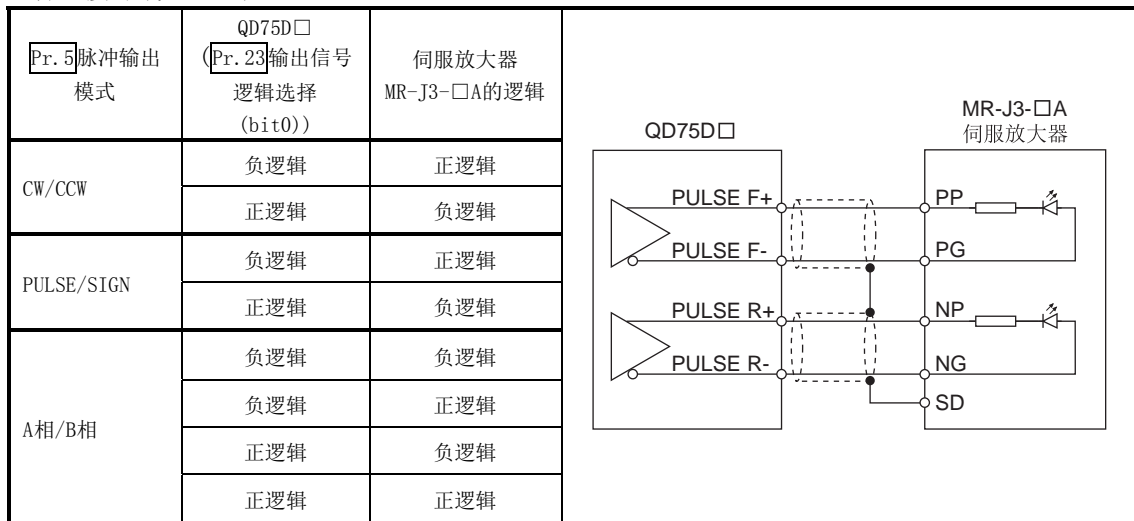 Pr.5脉冲输出
模式
QD75D□
(Pr.23输出信号
逻辑选择
(bit0))
伺服放大器
MR-J3-□A的逻辑
CW/CCW
负逻辑
正逻辑
正逻辑
负逻辑
PULSE/SIGN
负逻辑
正逻辑
正逻辑
负逻辑
A相/B相
负逻辑
负逻辑
负逻辑
正逻辑
正逻辑
负逻辑
正逻辑
正逻辑
QD75D□
MR-J3-□A
伺服放大器
PULSE F+
PP
PULSE F-
PG
PULSE R+
NP
PULSE R-
NG
SD